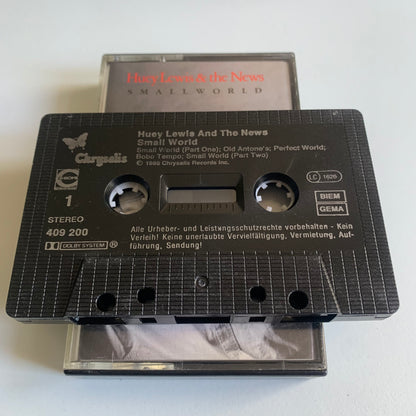 Huey Lewis & the News
SMALL WORLD
Huey Lewis And The News
Small World
Small World (Part One); Old Antone's; Perfect World;
Bobo Tempo; Small World (Part Two)
℗ 1988 Chrysalis Records Inc.
Chrysalis
1
STEREO
409 200
DOLBY SYSTEM ®
LC 1626
BIEM
GEMA
Alle Urheber- und Leistungsschutzrechte vorbehalten - Kein
Verleih! Keine unerlaubte Vervielfältigung, Vermietung, Auf-
führung, Sendung!